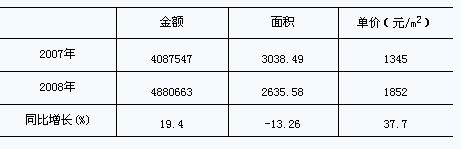 金额 面积 单价(元/m²)
2007年 4087547 3038.49 1345
2008年 4880663 2635.58 1852
同比增长(%) 19.4 -13.26 37.7